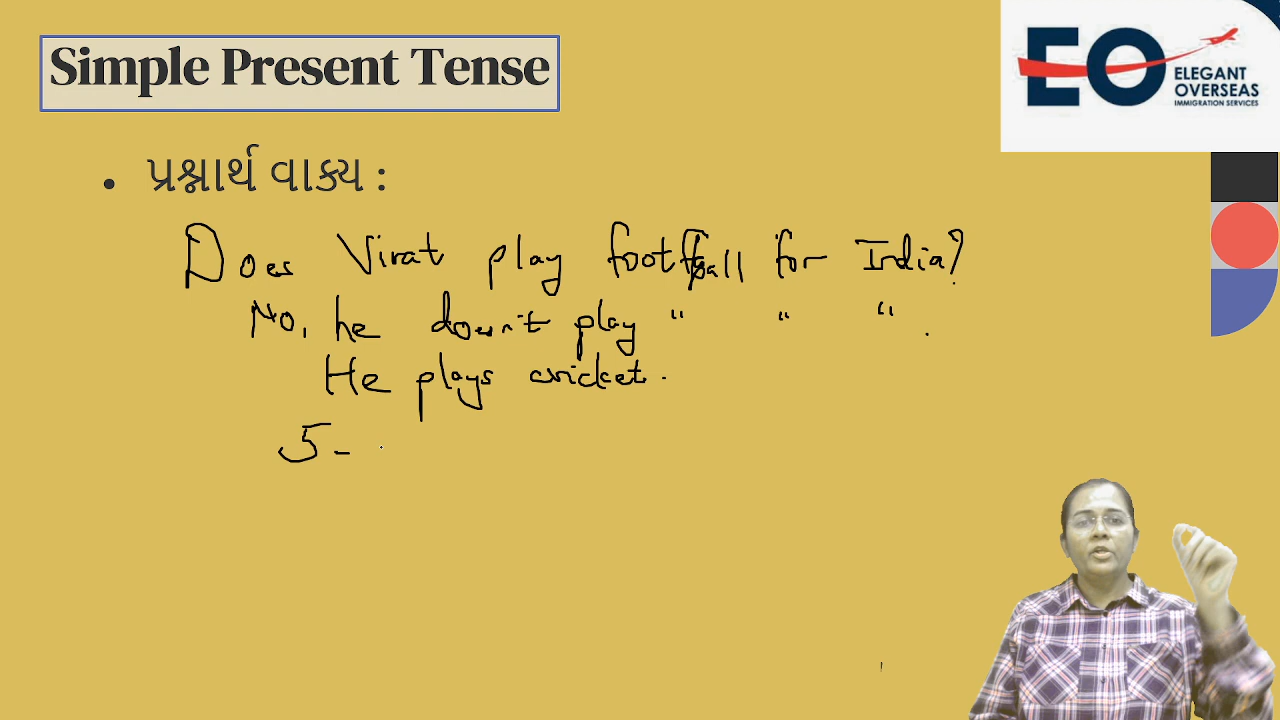 Simple Present Tense
EO ELEGANT
OVERSEAS
IMMIGRATION SERVICES
• પ્રશ્નાર્થ વાક્ય :
Does Virat play football for India?
No, he doesn't play " " " .
He plays cricket.
5 -